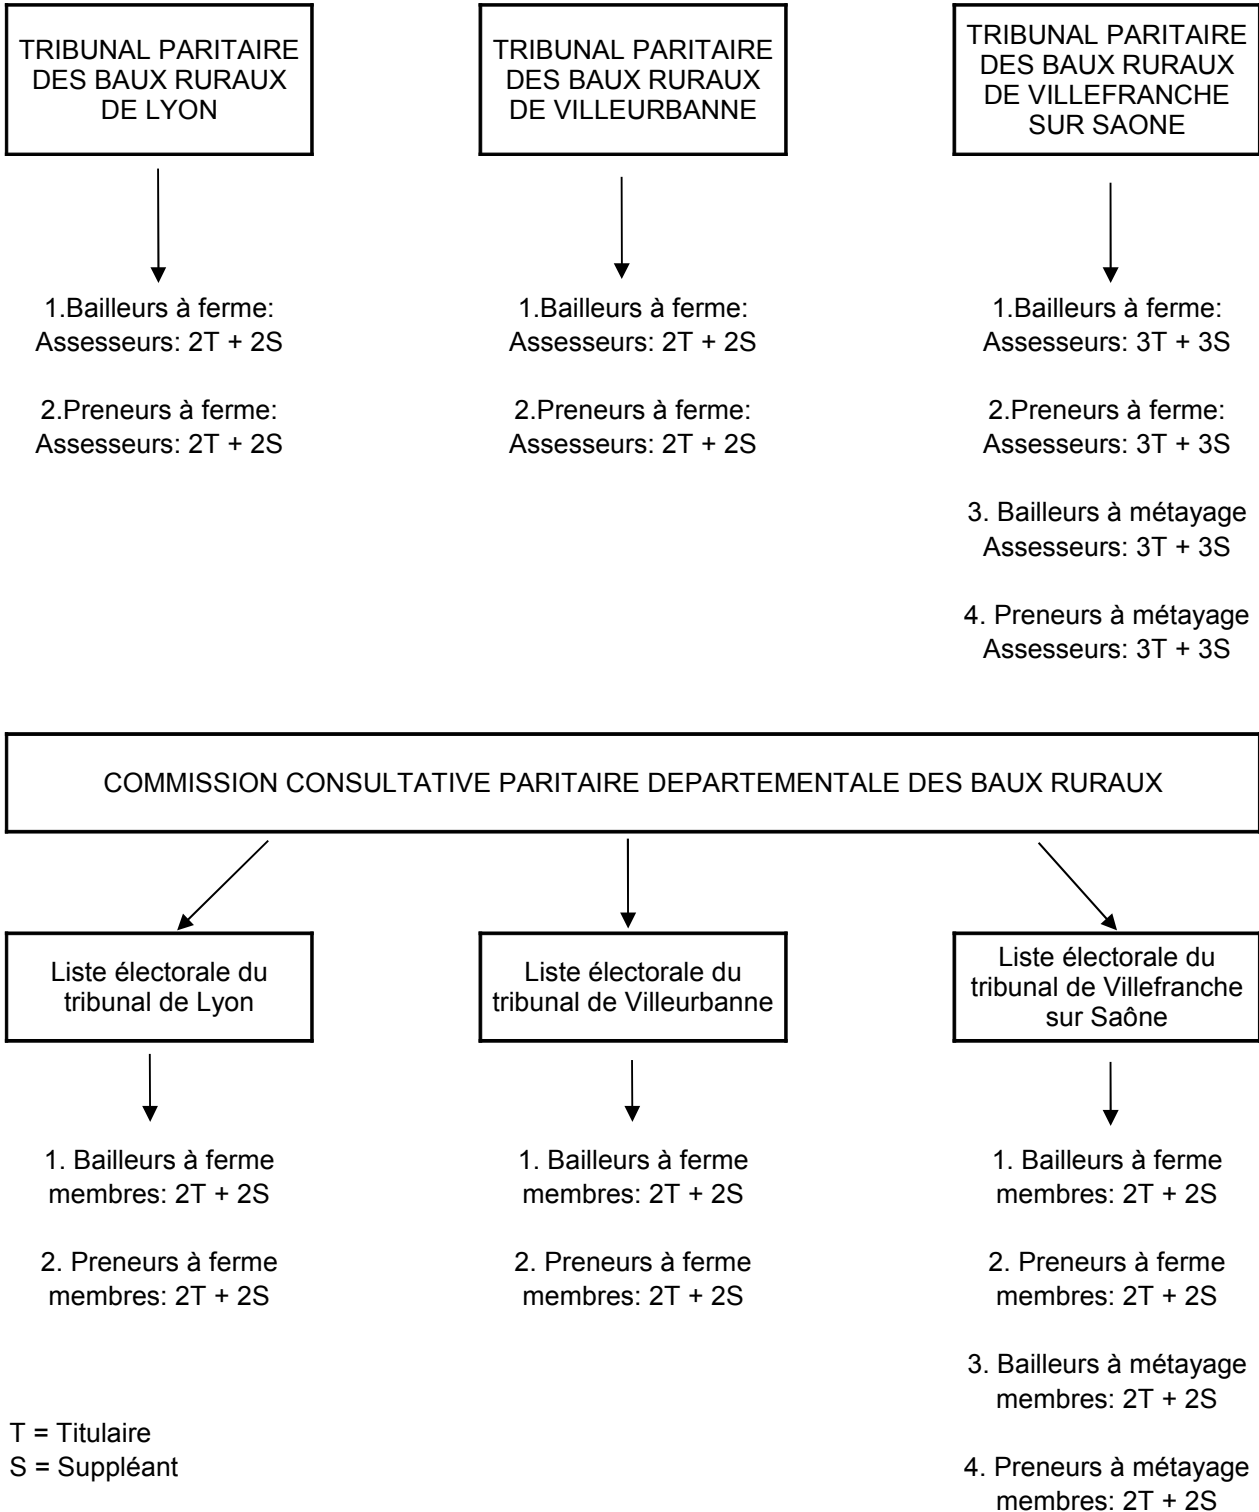 TRIBUNAL PARITAIRE
DES BAUX RURAUX
DE LYON
TRIBUNAL PARITAIRE
DES BAUX RURAUX
DE VILLEURBANNE
TRIBUNAL PARITAIRE
DES BAUX RURAUX
DE VILLEFRANCHE
SUR SAONE
1.Bailleurs à ferme:
Assesseurs: 2T + 2S
2.Preneurs à ferme:
Assesseurs: 2T + 2S
1.Bailleurs à ferme:
Assesseurs: 2T + 2S
2.Preneurs à ferme:
Assesseurs: 2T + 2S
1.Bailleurs à ferme:
Assesseurs: 3T + 3S
2.Preneurs à ferme:
Assesseurs: 3T + 3S
3. Bailleurs à métayage
Assesseurs: 3T + 3S
4. Preneurs à métayage
Assesseurs: 3T + 3S
COMMISSION CONSULTATIVE PARITAIRE DEPARTEMENTALE DES BAUX RURAUX
Liste électorale du
tribunal de Lyon
Liste électorale du
tribunal de Villeurbanne
Liste électorale du
tribunal de Villefranche
sur Saône
1. Bailleurs à ferme
membres: 2T + 2S
2. Preneurs à ferme
membres: 2T + 2S
1. Bailleurs à ferme
membres: 2T + 2S
2. Preneurs à ferme
membres: 2T + 2S
1. Bailleurs à ferme
membres: 2T + 2S
2. Preneurs à ferme
membres: 2T + 2S
3. Bailleurs à métayage
membres: 2T + 2S
4. Preneurs à métayage
membres: 2T + 2S
T = Titulaire
S = Suppléant